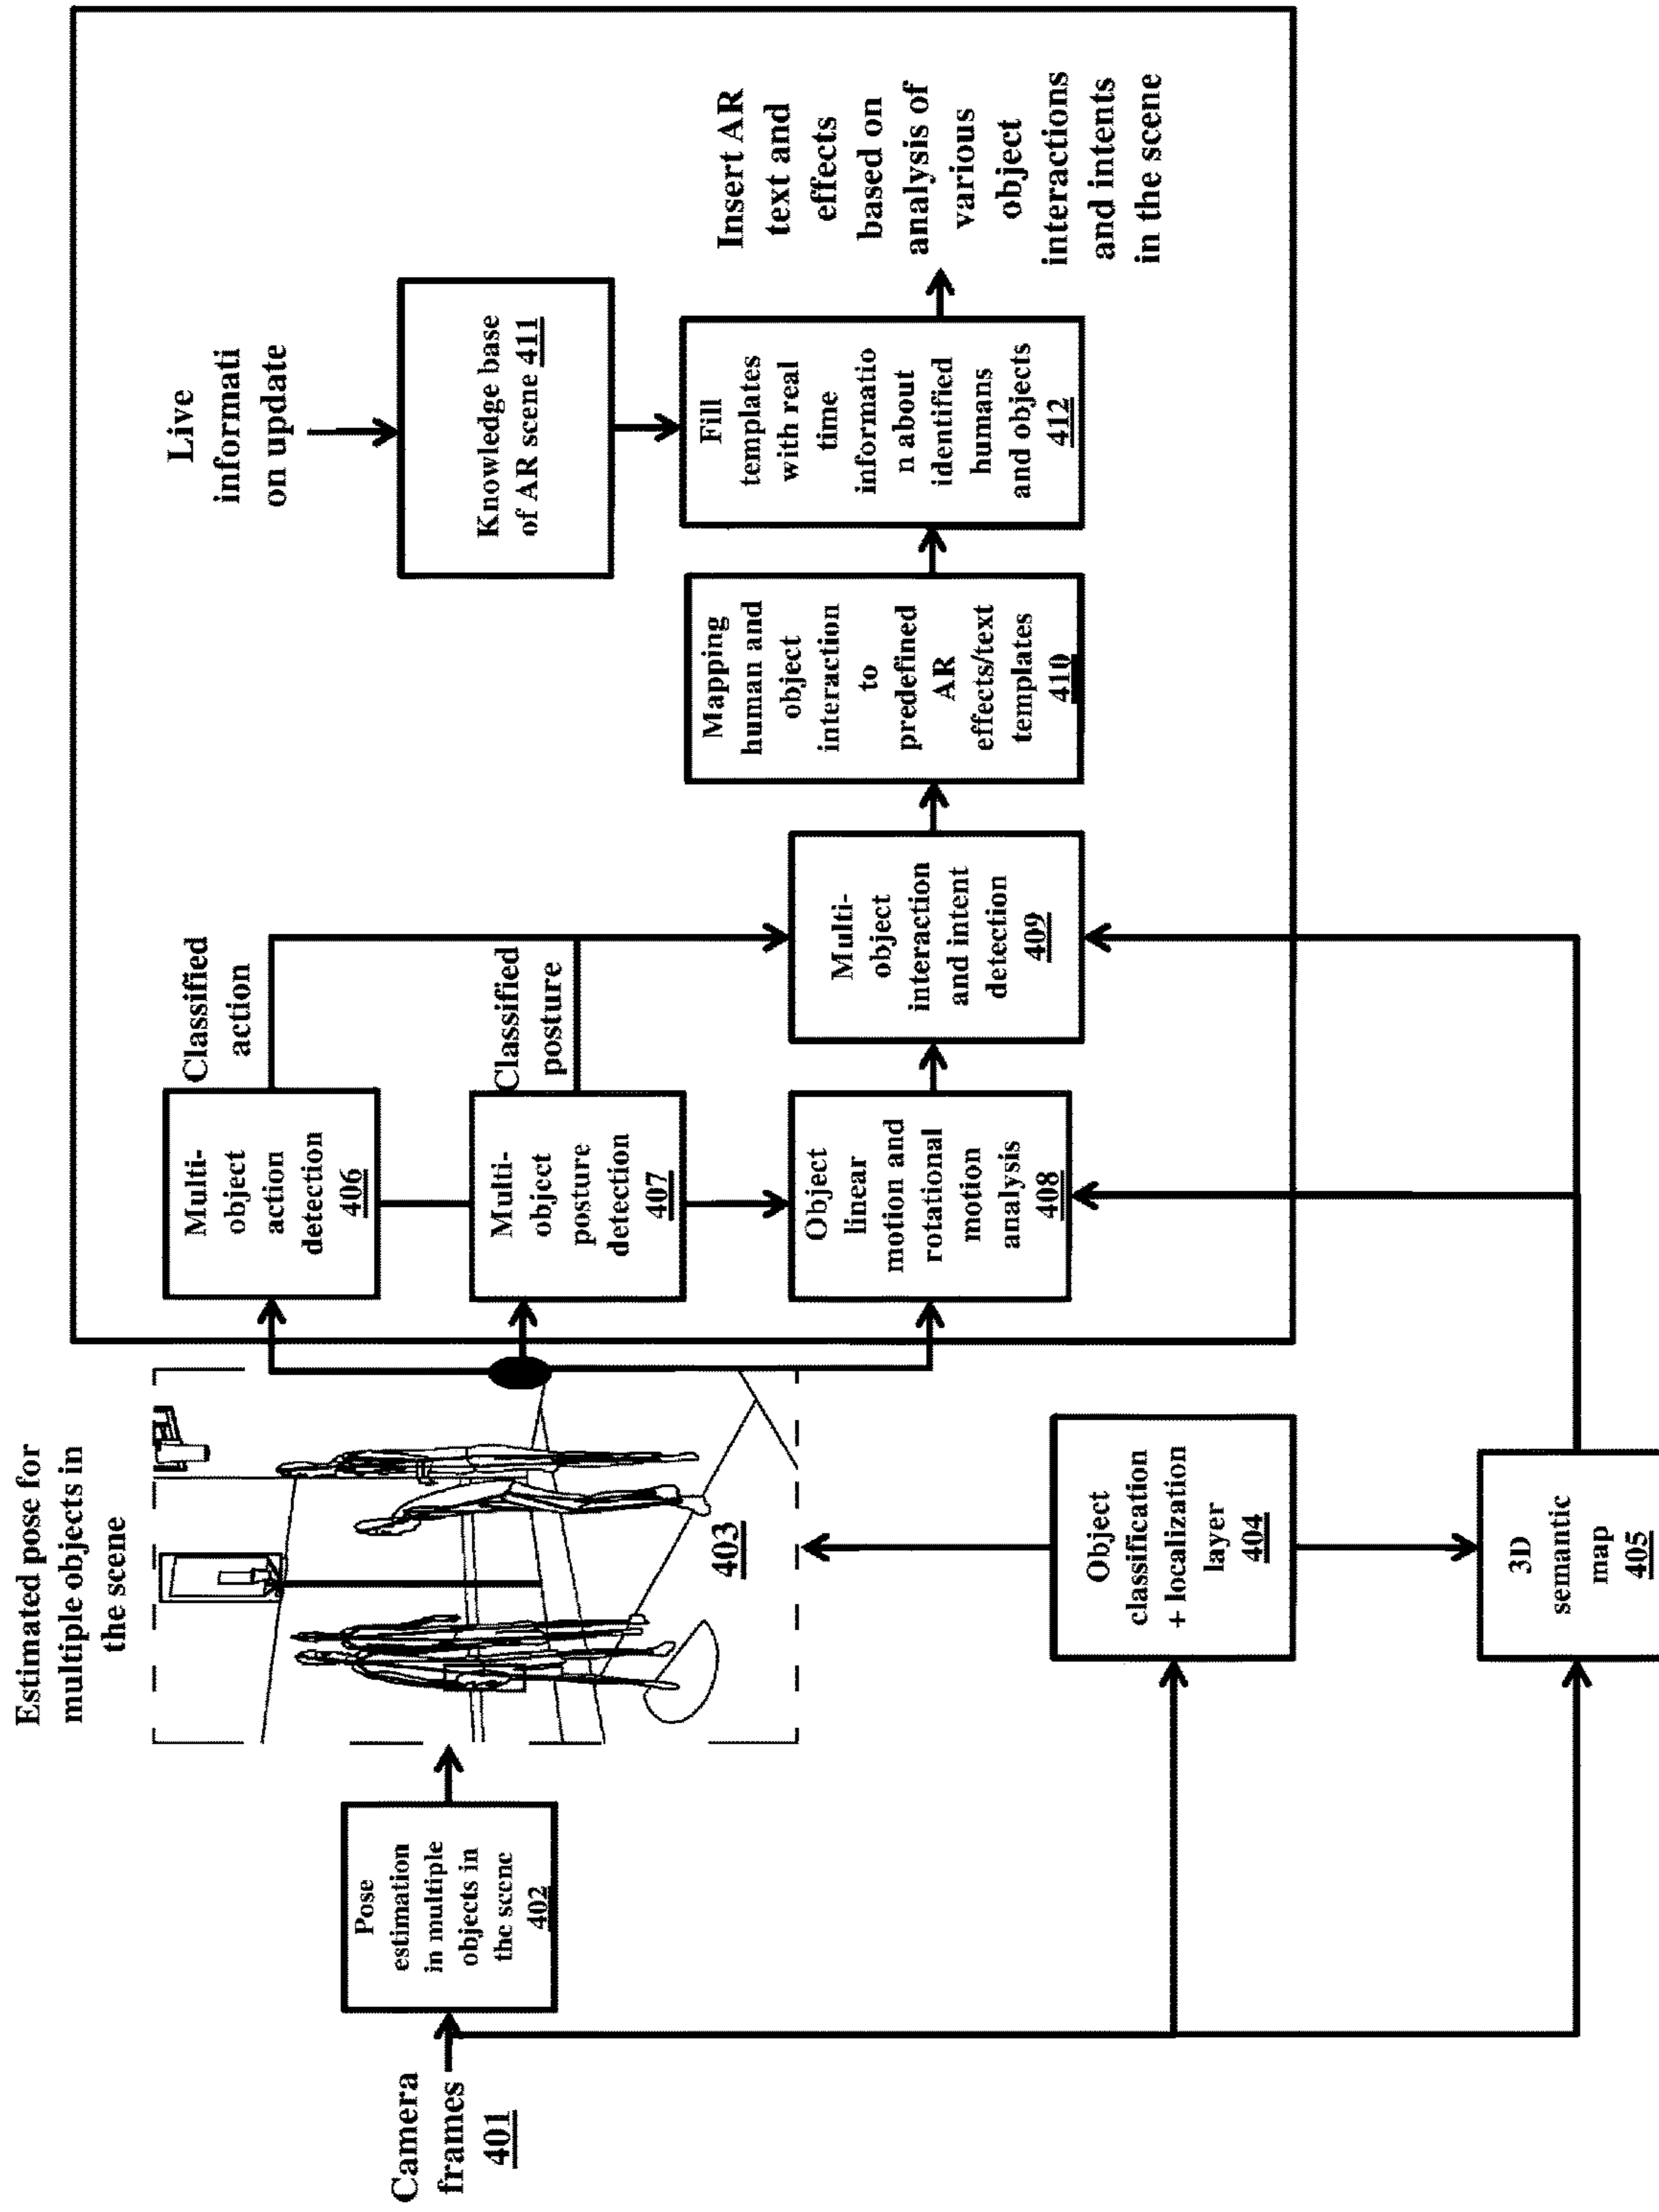 Camera
frames
401
Pose
estimation
in multiple
objects in
the scene
402
Estimated pose for
multiple objects in
the scene
403
Object
classification
+ localization
layer
404
3D
semantic
map
405
Multi-
object
action
detection
406
Classified
action
Multi-
object
posture
detection
407
Classified
posture
Object
linear
motion and
rotational
motion
analysis
408
Multi-
object
interaction
and intent
detection
409
Mapping
human and
object
interaction
to
predefined
AR
effects/text
templates
410
Live
informati
on update
Knowledge base
of AR scene 411
Fill
templates
with real
time
informatio
n about
identified
humans
and objects
412
Insert AR
text and
effects
based on
analysis of
various
object
interactions
and intents
in the scene